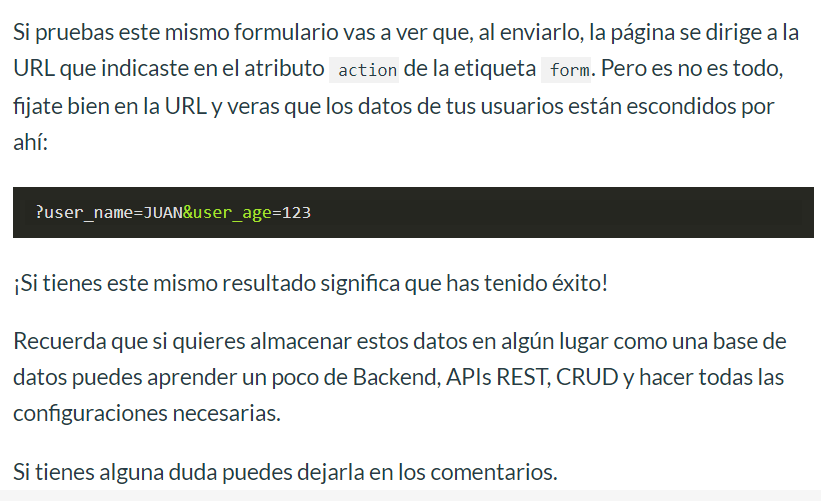 Si pruebas este mismo formulario vas a ver que, al enviarlo, la página se dirige a la
URL que indicaste en el atributo action de la etiqueta form. Pero es no es todo,
fijate bien en la URL y veras que los datos de tus usuarios están escondidos por
ahí:
?user_name=JUAN&user_age=123
¡Si tienes este mismo resultado significa que has tenido éxito!
Recuerda que si quieres almacenar estos datos en algún lugar como una base de
datos puedes aprender un poco de Backend, APIs REST, CRUD y hacer todas las
configuraciones necesarias.
Si tienes alguna duda puedes dejarla en los comentarios.